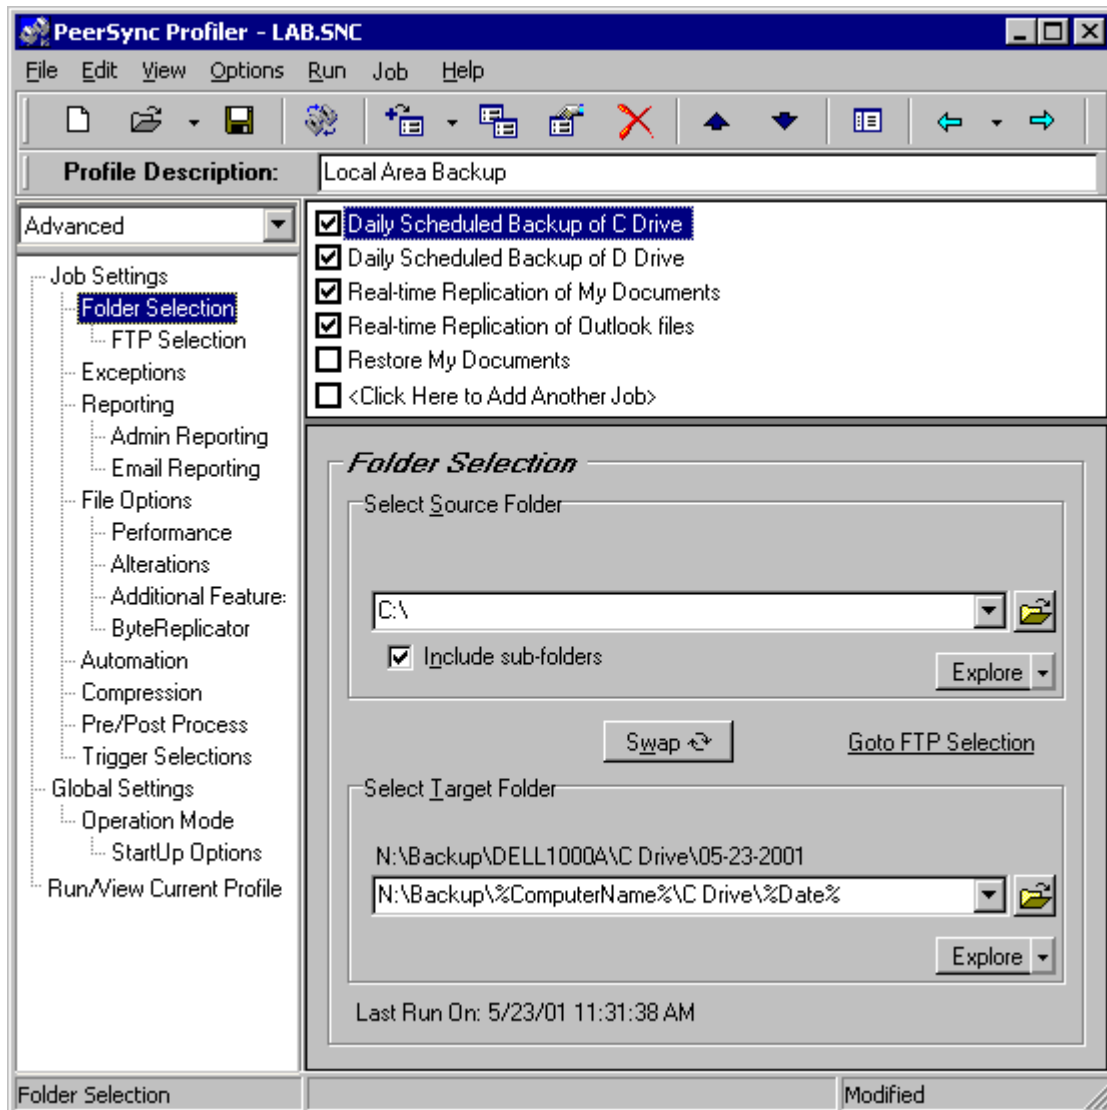 PeerSync Profiler - LAB.SNC
File Edit View Options Run Job Help
Profile Description: Local Area Backup
Advanced
Job Settings
Folder Selection
FTP Selection
Exceptions
Reporting
Admin Reporting
Email Reporting
File Options
Performance
Alterations
Additional Feature:
ByteReplicator
Automation
Compression
Pre/Post Process
Trigger Selections
Global Settings
Operation Mode
StartUp Options
Run/View Current Profile
Daily Scheduled Backup of C Drive
Daily Scheduled Backup of D Drive
Real-time Replication of My Documents
Real-time Replication of Outlook files
Restore My Documents
<Click Here to Add Another Job>
Folder Selection
Select Source Folder
C:\
Include sub-folders
Explore
Swap
Goto FTP Selection
Select Target Folder
N:\Backup\DELL1000A\C Drive\05-23-2001
N:\Backup\%ComputerName%\C Drive\%Date%
Explore
Last Run On: 5/23/01 11:31:38 AM
Folder Selection
Modified